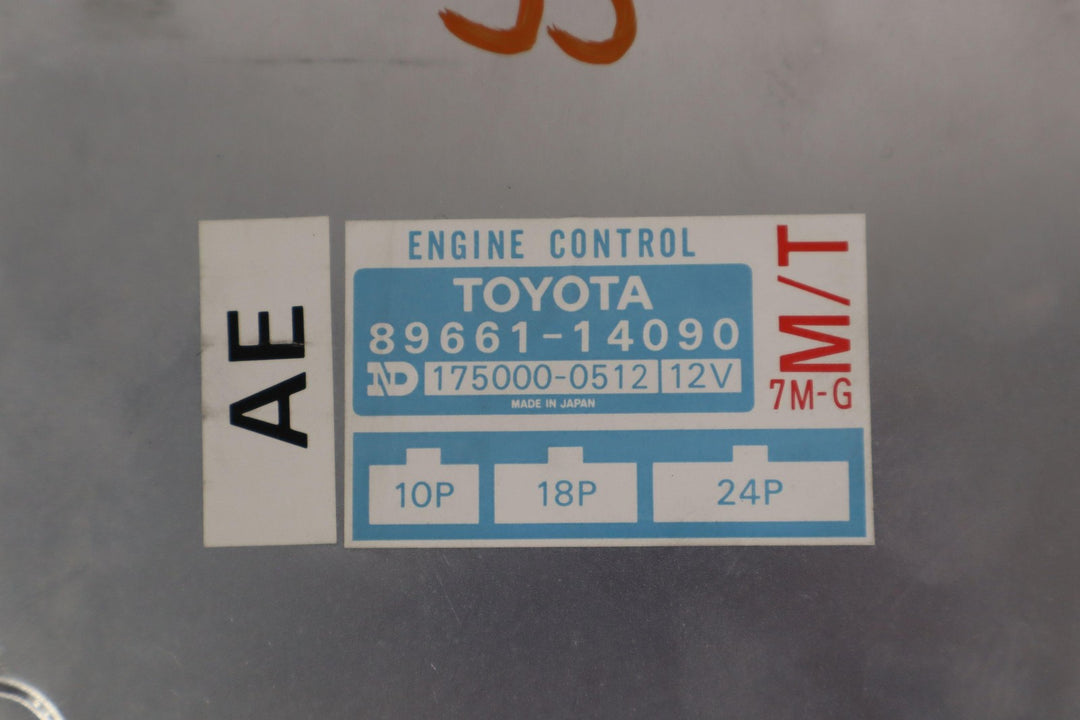 AE
ENGINE CONTROL
TOYOTA
89661-14090
ND 175000-0512 12V
MADE IN JAPAN
M/T
7M-G
10P 18P 24P